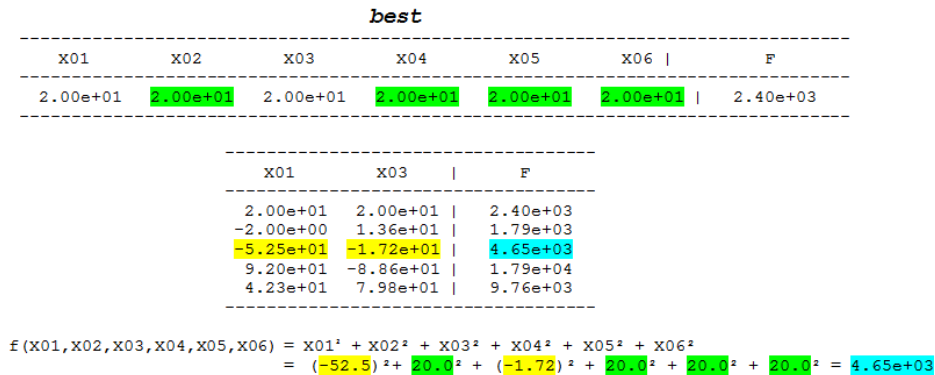 best
X01 X02 X03 X04 X05 X06 | F
2.00e+01 2.00e+01 2.00e+01 2.00e+01 2.00e+01 2.00e+01 | 2.40e+03
X01 X03 | F
2.00e+01 2.00e+01 | 2.40e+03
-2.00e+00 1.36e+01 | 1.79e+03
-5.25e+01 -1.72e+01 | 4.65e+03
9.20e+01 -8.86e+01 | 1.79e+04
4.23e+01 7.98e+01 | 9.76e+03
f(X01,X02,X03,X04,X05,X06) = X01² + X02² + X03² + X04² + X05² + X06²
= (-52.5)²+ 20.0² + (-1.72)² + 20.0² + 20.0² + 20.0² = 4.65e+03